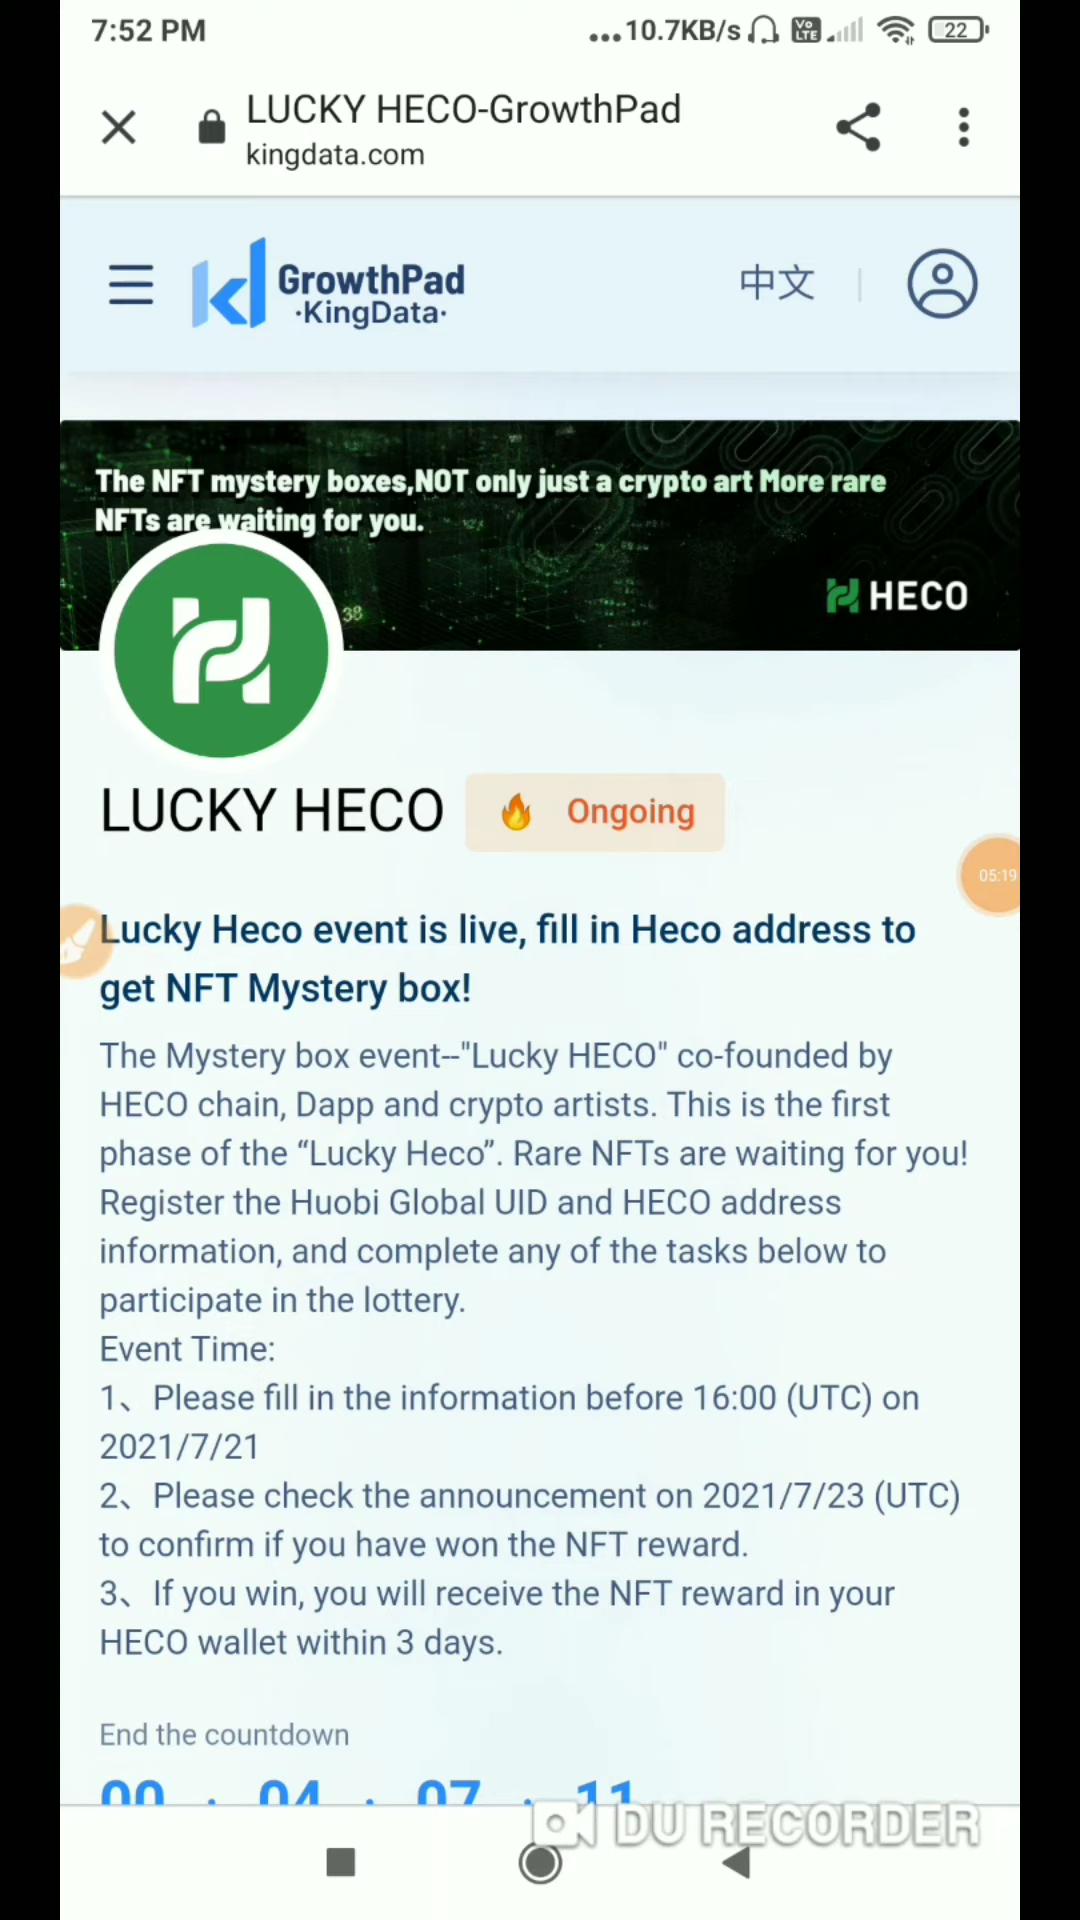 7:52 PM
...10.7KB/s
Vo
LTE
22
LUCKY HECO-GrowthPad
kingdata.com
GrowthPad
·KingData·
中文
The NFT mystery boxes,NOT only just a crypto art More rare
NFTs are waiting for you.
38
HECO
LUCKY HECO
Ongoing
05:19
Lucky Heco event is live, fill in Heco address to
get NFT Mystery box!
The Mystery box event--"Lucky HECO" co-founded by
HECO chain, Dapp and crypto artists. This is the first
phase of the “Lucky Heco”. Rare NFTs are waiting for you!
Register the Huobi Global UID and HECO address
information, and complete any of the tasks below to
participate in the lottery.
Event Time:
1、Please fill in the information before 16:00 (UTC) on
2021/7/21
2、Please check the announcement on 2021/7/23 (UTC)
to confirm if you have won the NFT reward.
3、If you win, you will receive the NFT reward in your
HECO wallet within 3 days.
End the countdown
00 : 04 : 07 : 11
DU RECORDER